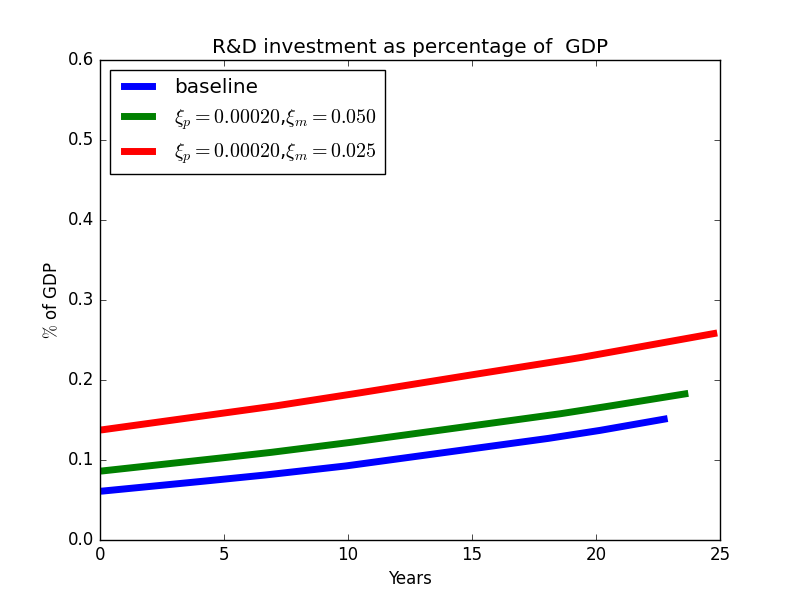 R&D investment as percentage of GDP
baseline
ξp = 0.00020,ξm = 0.050
ξp = 0.00020,ξm = 0.025
% of GDP
0.6
0.5
0.4
0.3
0.2
0.1
0.0
0 5 10 15 20 25
Years